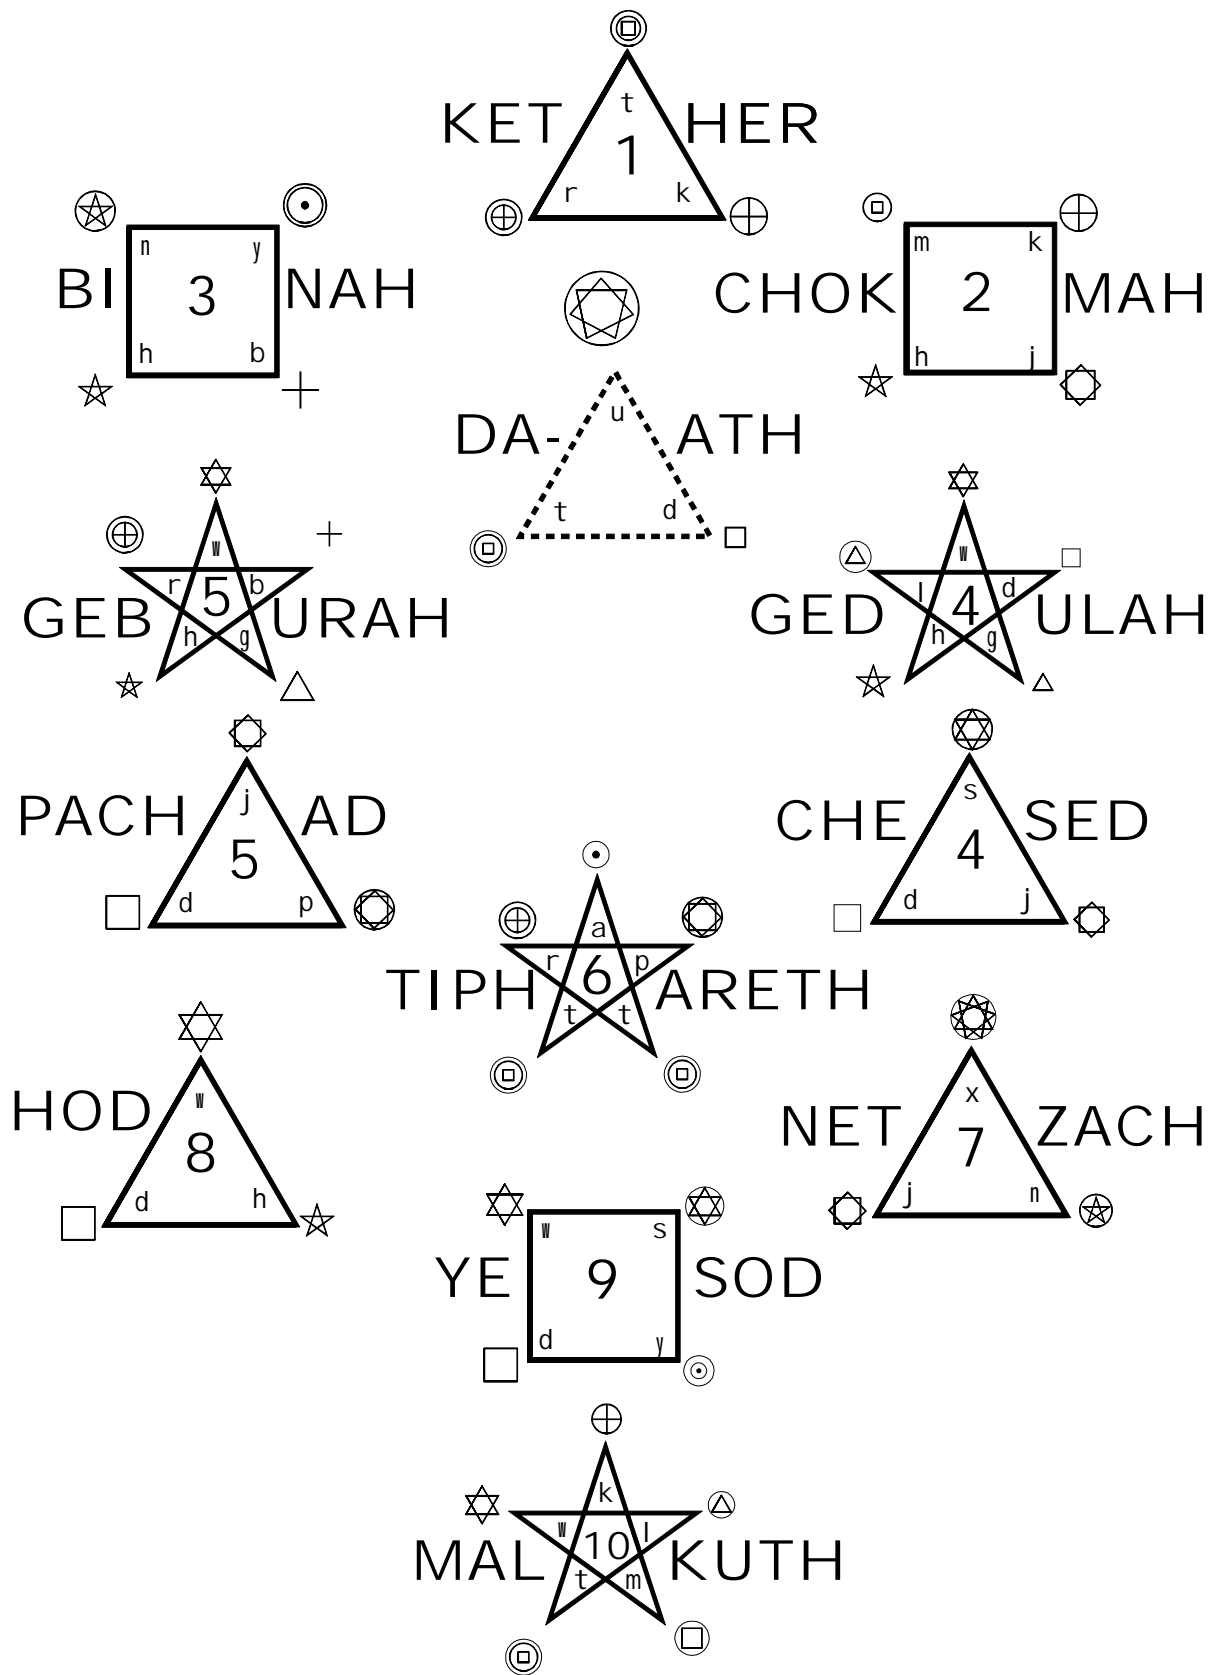 t
KET HER
1
r k
n y
BI 3 NAH
h b
m k
CHOK 2 MAH
h j
u
DA- ATH
t d
w
r 5 b
GEB URAH
h g
w
l 4 d
GED ULAH
h g
j
PACH AD
5
d p
s
CHE SED
4
d j
a
r 6 p
TIPH ARETH
t t
w
HOD
8
d h
x
NET ZACH
7
j n
w s
YE 9 SOD
d y
k
w 10 l
MAL KUTH
t m